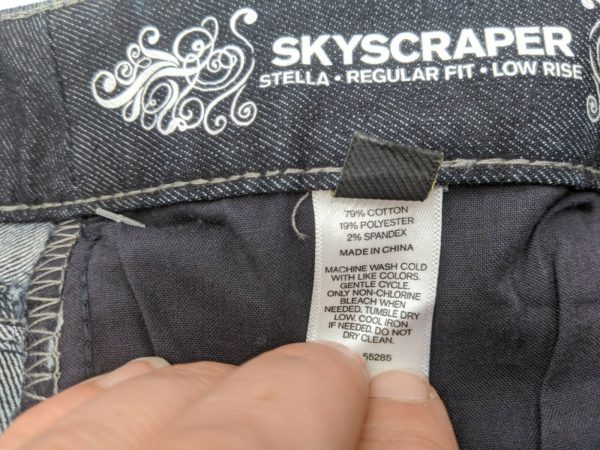 SKYSCRAPER
STELLA • REGULAR FIT • LOW RISE
79% COTTON
19% POLYESTER
2% SPANDEX
MADE IN CHINA
MACHINE WASH COLD
WITH LIKE COLORS.
GENTLE CYCLE.
ONLY NON-CHLORINE
BLEACH WHEN
NEEDED. TUMBLE DRY
LOW. COOL IRON
IF NEEDED. DO NOT
DRY CLEAN.
55285